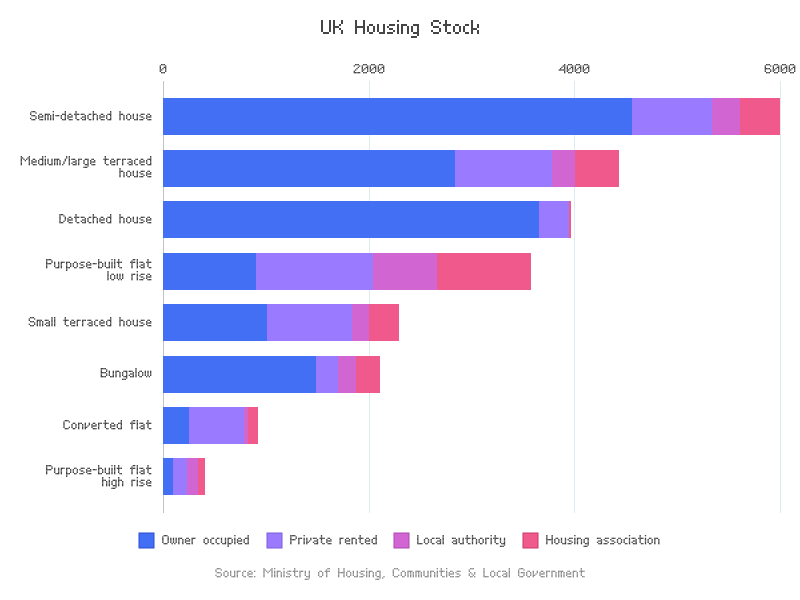 UK Housing Stock
0 2000 4000 6000
Semi-detached house
Medium/large terraced
house
Detached house
Purpose-built flat
low rise
Small terraced house
Bungalow
Converted flat
Purpose-built flat
high rise
Owner occupied Private rented Local authority Housing association
Source: Ministry of Housing, Communities & Local Government